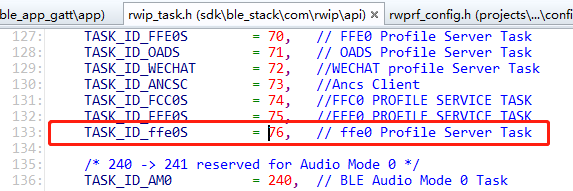 ble_app_gatt\app) rwip_task.h (sdk\ble_stack\com\rwip\api) rwprf_config.h (projects\...\conf
127: TASK_ID_FFE0S = 70, // FFE0 Profile Server Task
128: TASK_ID_OADS = 71, // OADS Profile Server Task
129: TASK_ID_WECHAT = 72, //WECHAT profile Server Task
130: TASK_ID_ANCSC = 73, //Ancs Client
131: TASK_ID_FCC0S = 74, //FFC0 PROFILE SERVICE TASK
132: TASK_ID_FEE0S = 75, //FEE0 PROFILE SERVICE TASK
133: TASK_ID_ffe0S = 76, // ffe0 Profile Server Task
134:
135: /* 240 -> 241 reserved for Audio Mode 0 */
136: TASK_ID_AM0 = 240, // BLE Audio Mode 0 Task